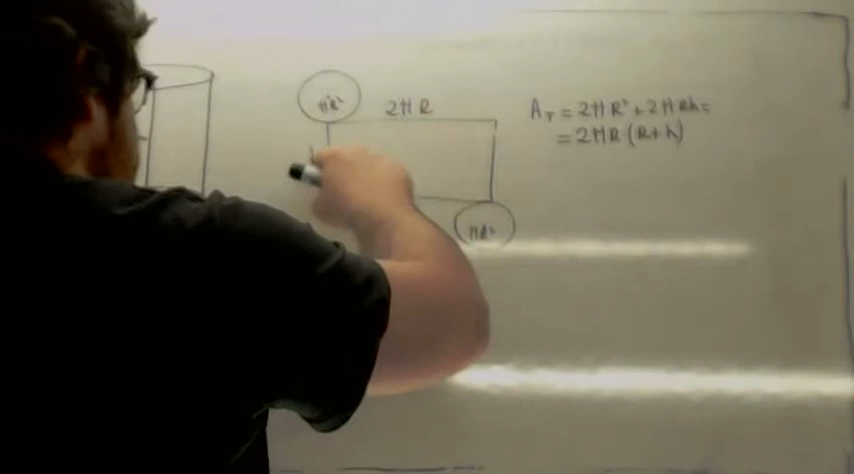 ΠR²
2ΠR
A_T = 2ΠR² + 2ΠRh =
= 2ΠR (R+h)
ΠR²